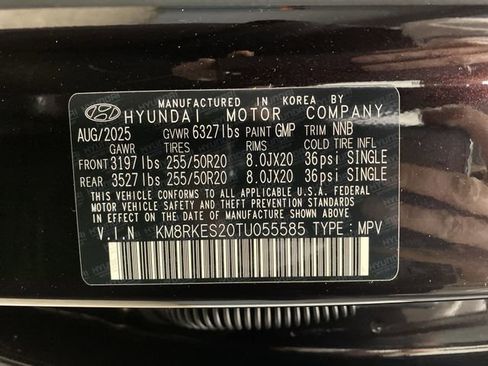 MANUFACTURED IN KOREA BY
HYUNDAI MOTOR COMPANY
AUG/2025 GVWR 6327lbs PAINT GMP TRIM NNB
GAWR TIRES RIMS COLD TIRE INFL
FRONT 3197 lbs 255/50R20 8.0JX20 36psi SINGLE
REAR 3527 lbs 255/50R20 8.0JX20 36psi SINGLE
THIS VEHICLE CONFORMS TO ALL APPLICABLE U.S.A FEDERAL
MOTOR VEHICLE SAFETY BUMPER, AND THEFT PREVENTION STANDARDS
IN EFFECT ON THE DATE OF MANUFACTURE SHOWN ABOVE.
V.I.N KM8RKES20TU055585 TYPE : MPV